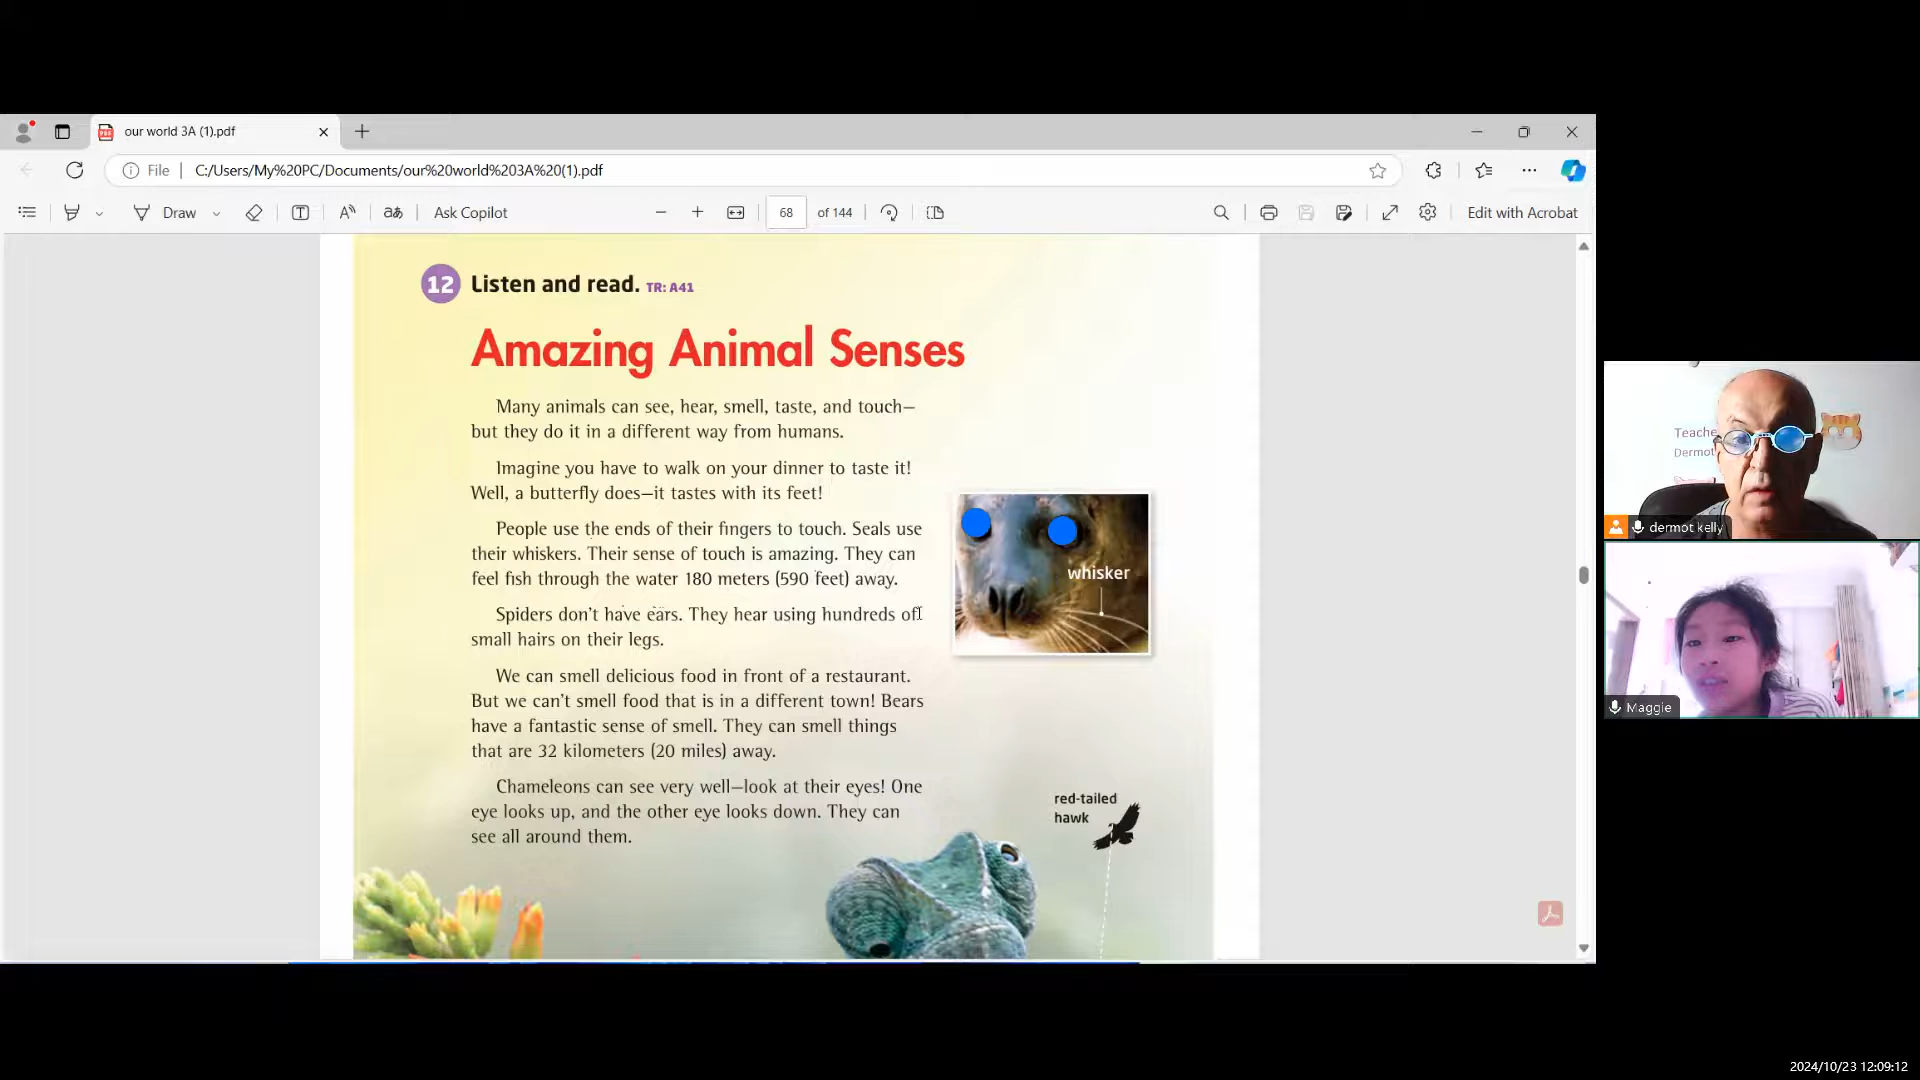 our world 3A (1).pdf
File
C:/Users/My%20PC/Documents/our%20world%203A%20(1).pdf
Draw
Ask Copilot
68 of 144
Edit with Acrobat
12 Listen and read. TR: A41
Amazing Animal Senses
Many animals can see, hear, smell, taste, and touch—
but they do it in a different way from humans.
Imagine you have to walk on your dinner to taste it!
Well, a butterfly does—it tastes with its feet!
People use the ends of their fingers to touch. Seals use
their whiskers. Their sense of touch is amazing. They can
feel fish through the water 180 meters (590 feet) away.
whisker
Spiders don't have ears. They hear using hundreds of
small hairs on their legs.
We can smell delicious food in front of a restaurant.
But we can't smell food that is in a different town! Bears
have a fantastic sense of smell. They can smell things
that are 32 kilometers (20 miles) away.
Chameleons can see very well—look at their eyes! One
eye looks up, and the other eye looks down. They can
see all around them.
red-tailed
hawk
Teache
Dermot
dermot kelly
Maggie
2024/10/23 12:09:12